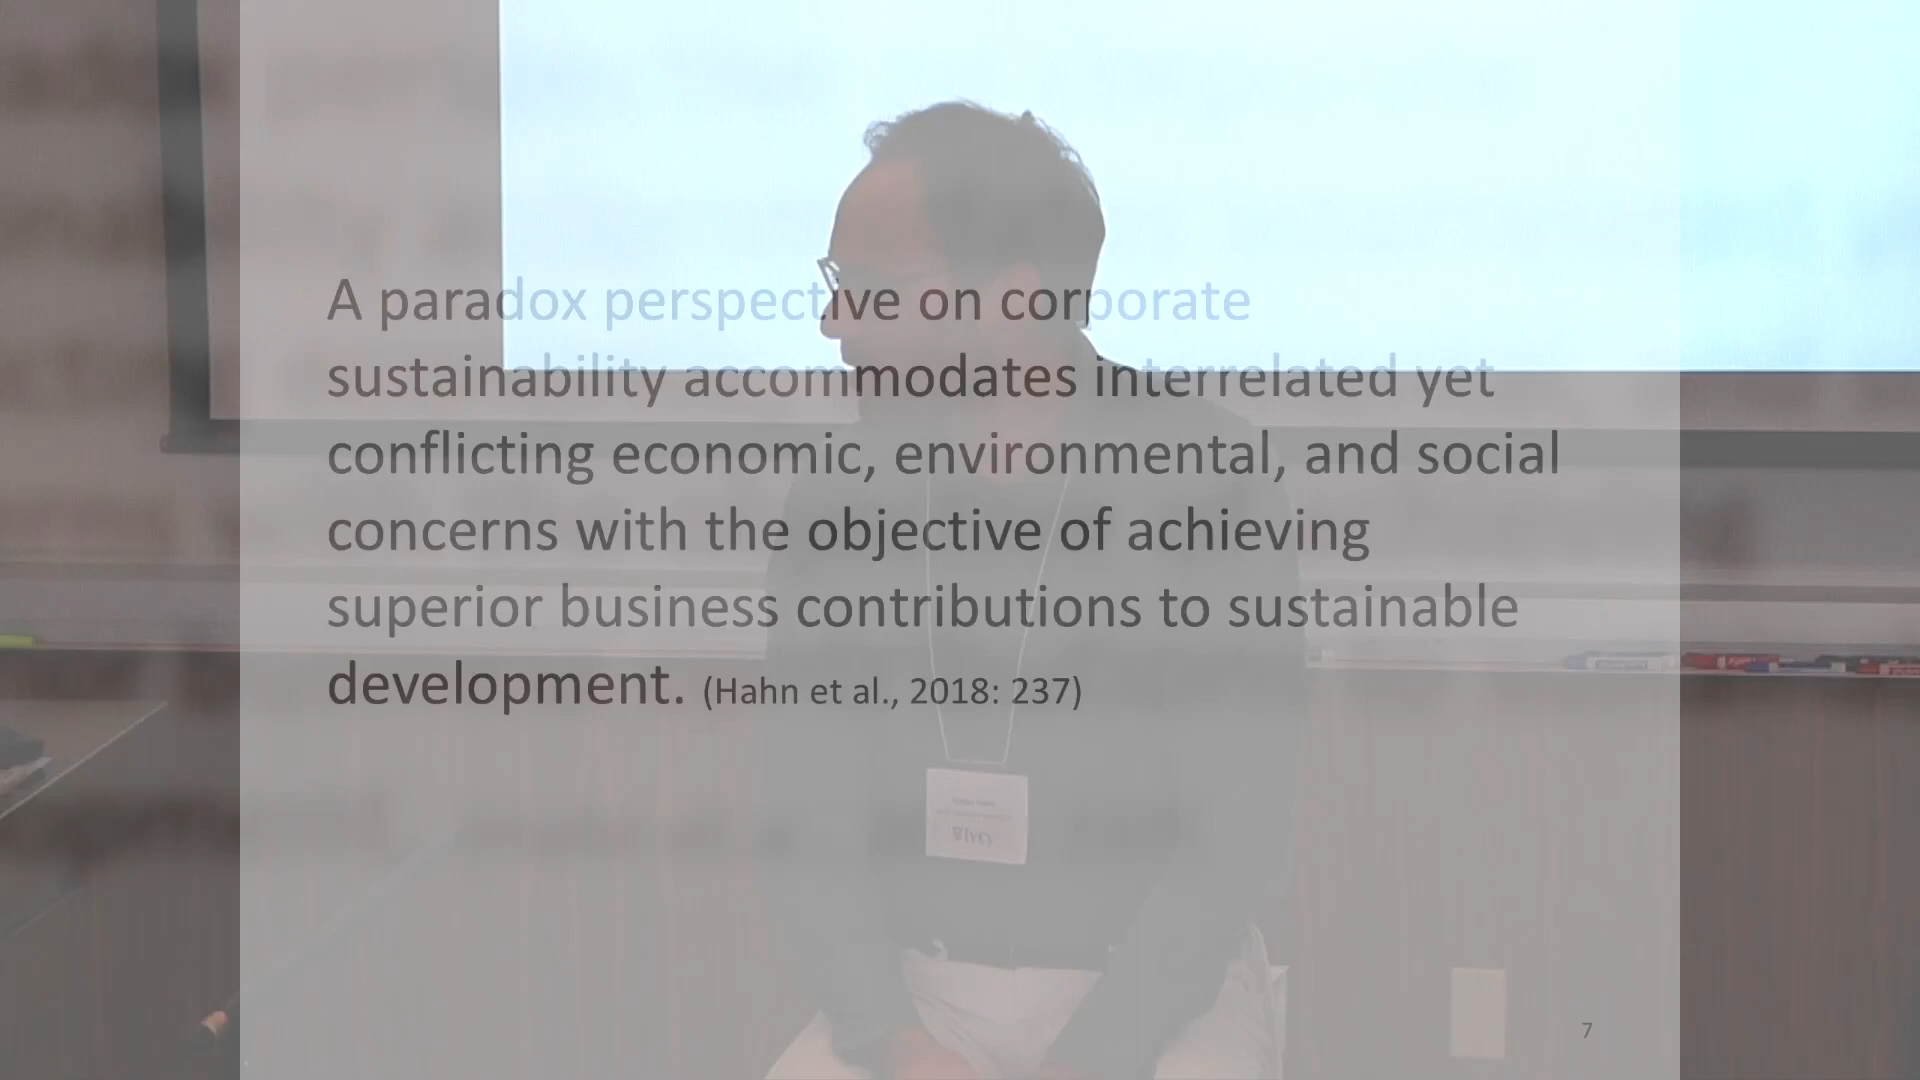 A paradox perspective on corporate
sustainability accommodates interrelated yet
conflicting economic, environmental, and social
concerns with the objective of achieving
superior business contributions to sustainable
development. (Hahn et al., 2018: 237)
Ivey
7